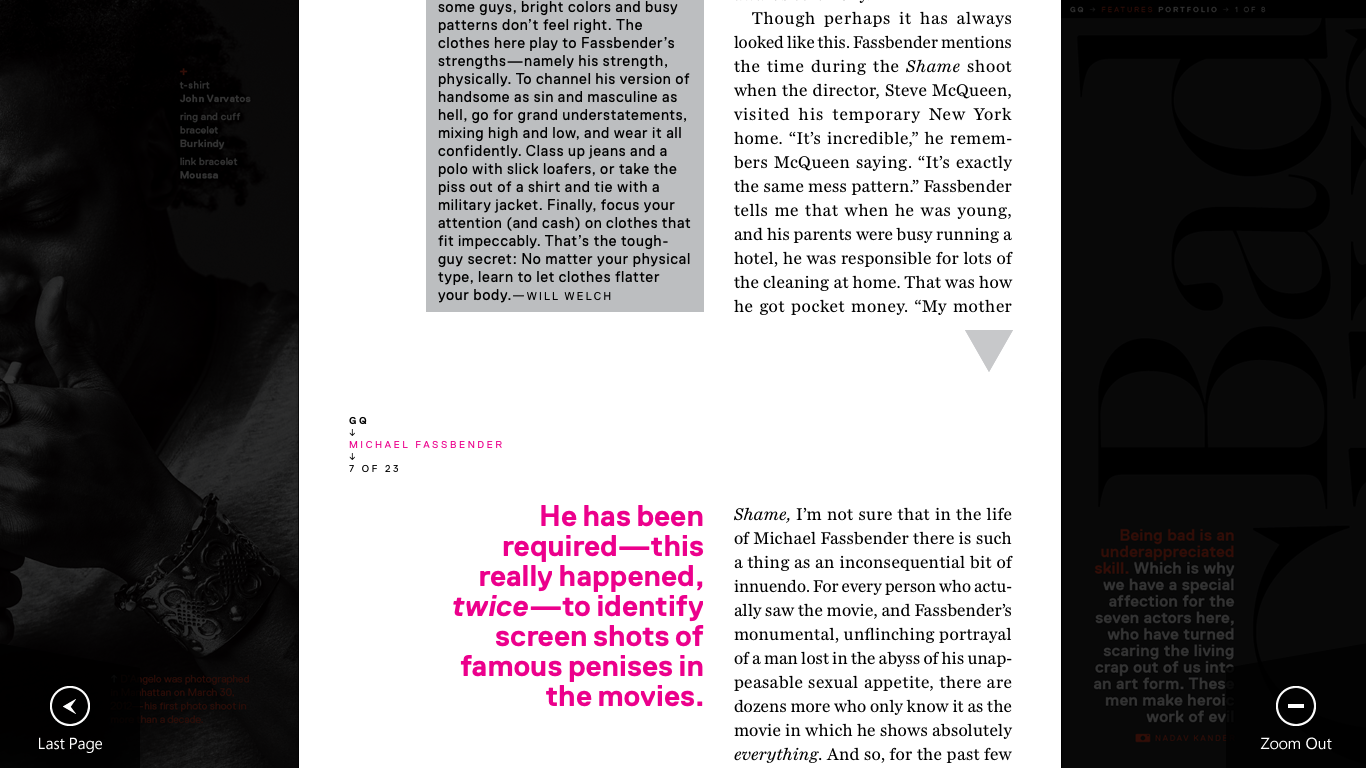 +
t-shirt
John Varvatos
ring and cuff
bracelet
Burkindy
link bracelet
Moussa
was photographed
on March 30,
first photo shoot in
than a decade.
Last Page
some guys, bright colors and busy
patterns don't feel right. The
clothes here play to Fassbender's
strengths—namely his strength,
physically. To channel his version of
handsome as sin and masculine as
hell, go for grand understatements,
mixing high and low, and wear it all
confidently. Class up jeans and a
polo with slick loafers, or take the
piss out of a shirt and tie with a
military jacket. Finally, focus your
attention (and cash) on clothes that
fit impeccably. That's the tough-
guy secret: No matter your physical
type, learn to let clothes flatter
your body.—WILL WELCH
Though perhaps it has always
looked like this. Fassbender mentions
the time during the Shame shoot
when the director, Steve McQueen,
visited his temporary New York
home. “It's incredible,” he remem-
bers McQueen saying. “It's exactly
the same mess pattern.” Fassbender
tells me that when he was young,
and his parents were busy running a
hotel, he was responsible for lots of
the cleaning at home. That was how
he got pocket money. “My mother
GQ
↓
MICHAEL FASSBENDER
↓
7 OF 23
He has been
required—this
really happened,
twice—to identify
screen shots of
famous penises in
the movies.
Shame, I'm not sure that in the life
of Michael Fassbender there is such
a thing as an inconsequential bit of
innuendo. For every person who actu-
ally saw the movie, and Fassbender's
monumental, unflinching portrayal
of a man lost in the abyss of his unap-
peasable sexual appetite, there are
dozens more who only know it as the
movie in which he shows absolutely
everything. And so, for the past few
GQ → FEATURES PORTFOLIO → 1 OF 9
Bad
Being bad is an
underappreciated
skill. Which is why
we have a special
affection for the
seven actors here,
who have turned
scaring the living
crap out of us into
an art form. These
men make heroic
work of evil
NADAV KANDER
Zoom Out